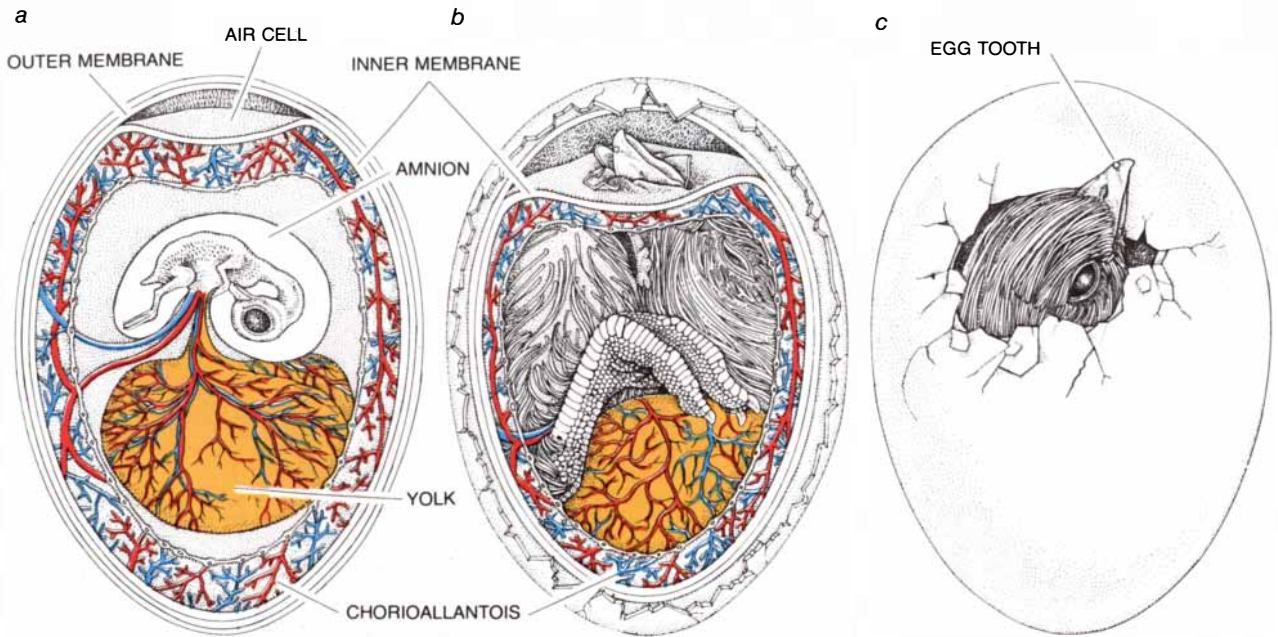 a
b
c
AIR CELL
EGG TOOTH
OUTER MEMBRANE
INNER MEMBRANE
AMNION
YOLK
CHORIOALLANTOIS